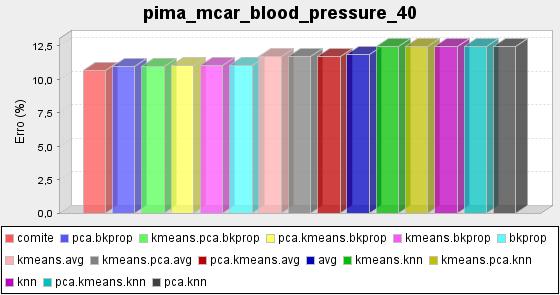 pima_mcar_blood_pressure_40
12,5
10,0
7,5
5,0
2,5
0,0
Erro (%)
comite pca.bkprop kmeans.pca.bkprop pca.kmeans.bkprop kmeans.bkprop bkprop
kmeans.avg kmeans.pca.avg pca.kmeans.avg avg kmeans.knn kmeans.pca.knn
knn pca.kmeans.knn pca.knn